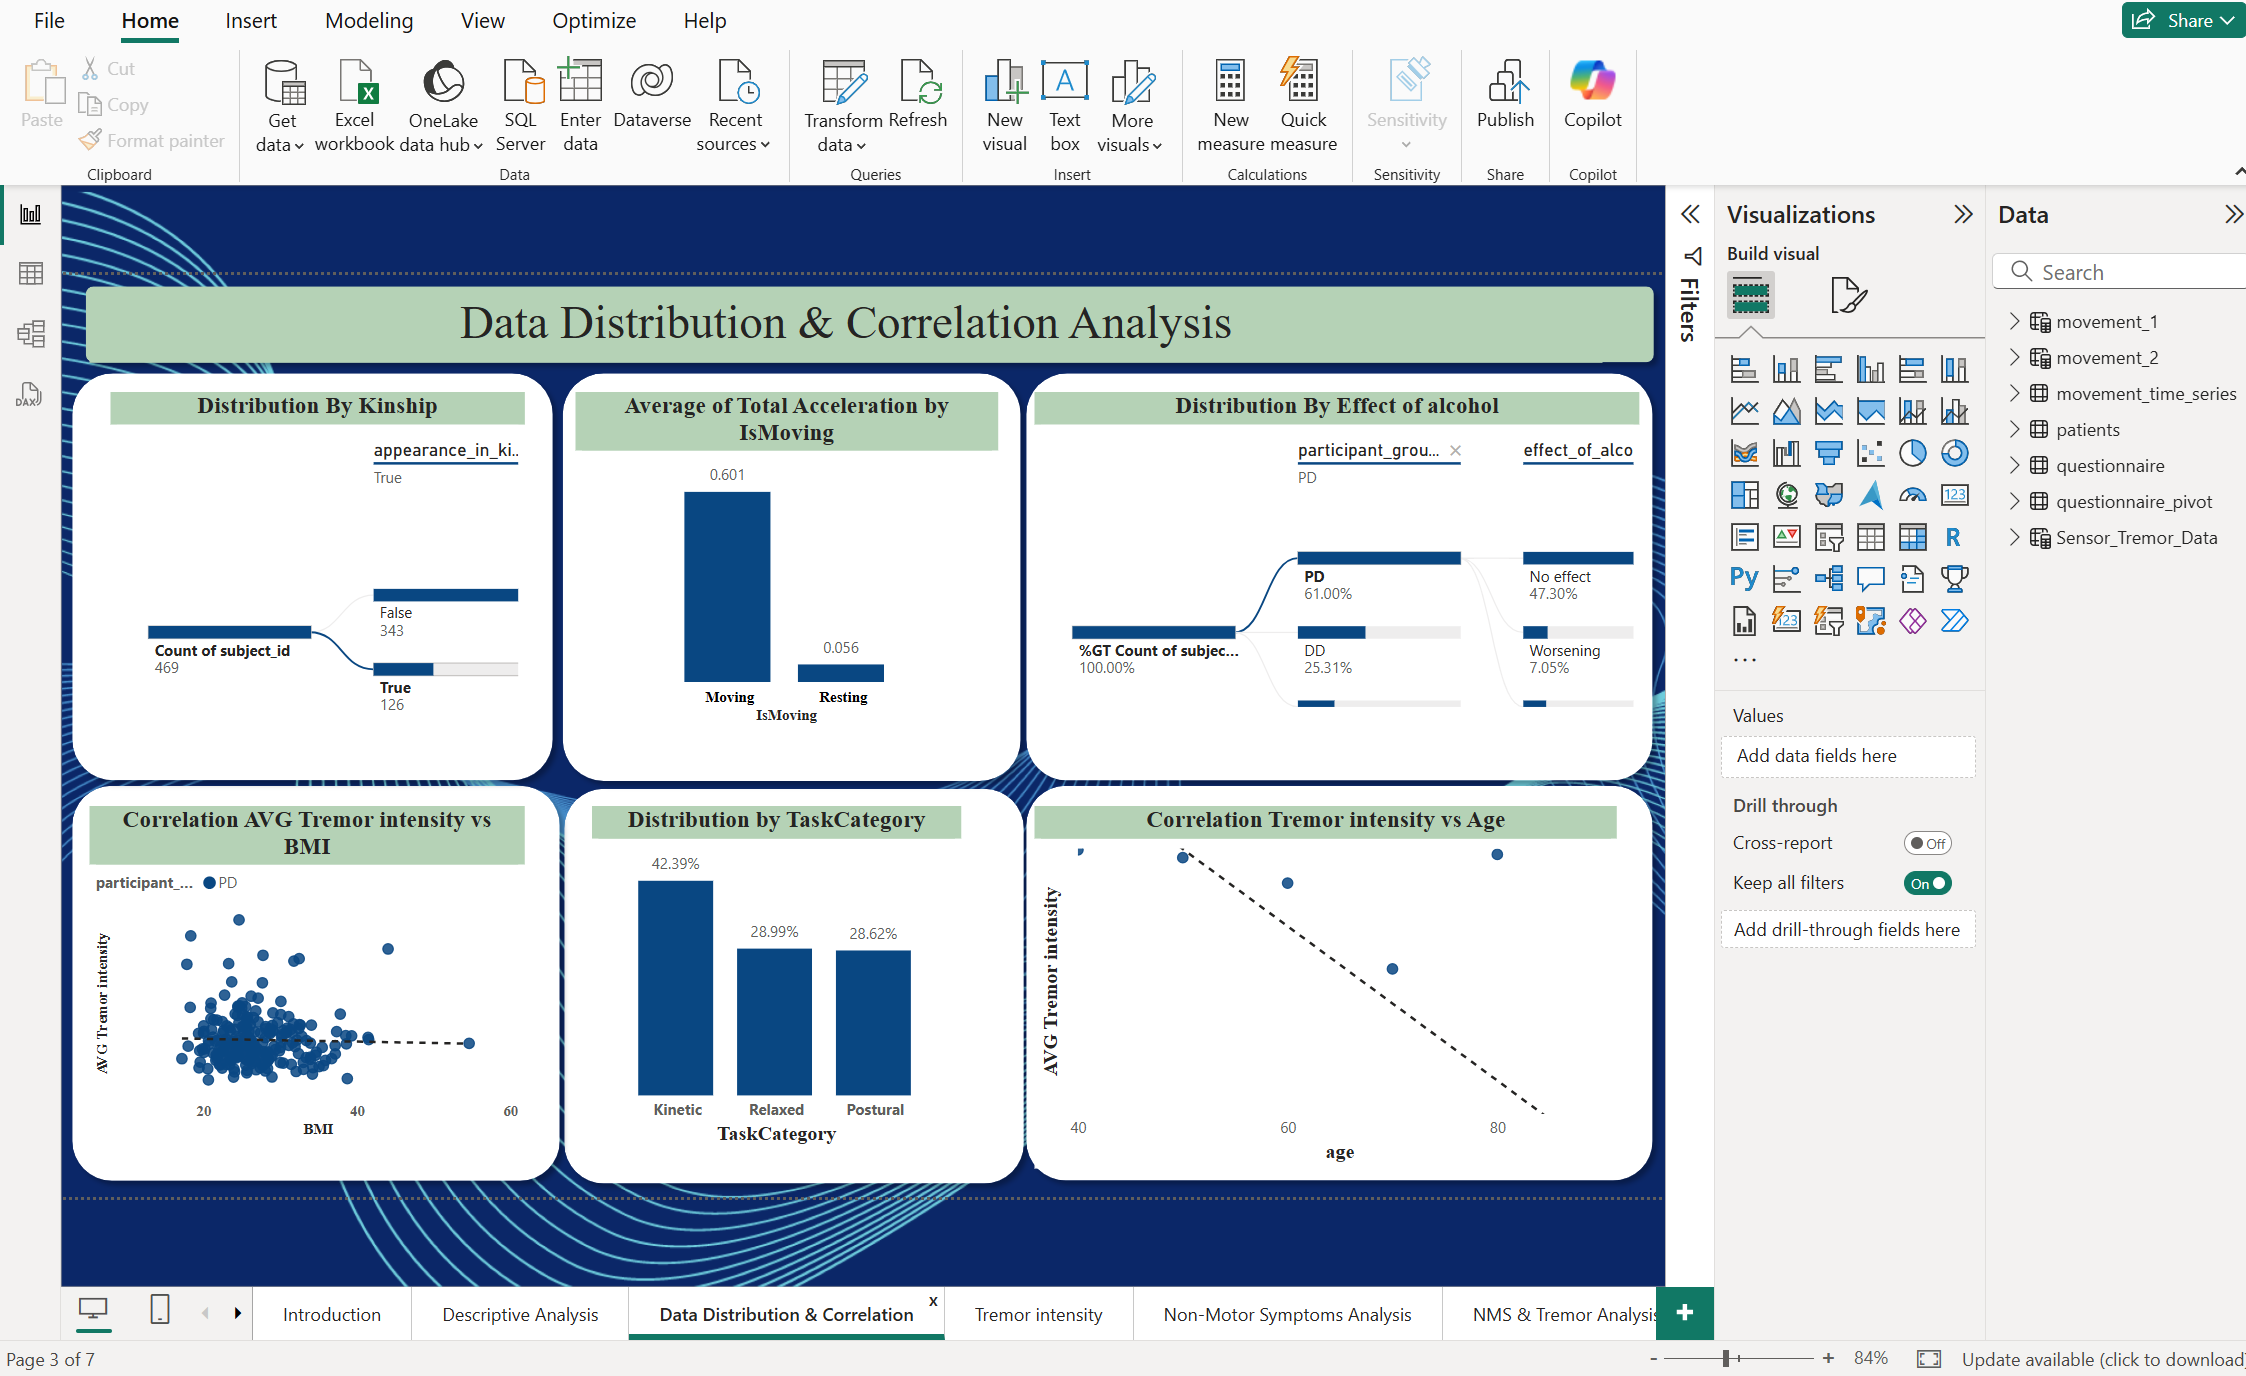 File Home Insert Modeling View Optimize Help Share
Paste
Cut
Copy
Format painter
Clipboard
Get data
Excel workbook
OneLake data hub
SQL Server
Enter data
Dataverse
Recent sources
Data
Transform data
Refresh
Queries
New visual
Text box
More visuals
Insert
New measure
Quick measure
Calculations
Sensitivity
Sensitivity
Publish
Share
Copilot
Copilot
DAX
Data Distribution & Correlation Analysis
Distribution By Kinship
appearance_in_ki..
True
False
343
Count of subject_id
469
True
126
Average of Total Acceleration by
IsMoving
0.601
0.056
Moving Resting
IsMoving
Distribution By Effect of alcohol
participant_grou... ×
effect_of_alco
PD
PD
61.00%
No effect
47.30%
%GT Count of subjec...
100.00%
DD
25.31%
Worsening
7.05%
Correlation AVG Tremor intensity vs
BMI
participant_... PD
AVG Tremor intensity
20 40 60
BMI
Distribution by TaskCategory
42.39%
28.99%
28.62%
Kinetic Relaxed Postural
TaskCategory
Correlation Tremor intensity vs Age
AVG Tremor intensity
40 60 80
age
Filters
Visualizations
Build visual
123
R
Py
123
...
Values
Add data fields here
Drill through
Cross-report Off
Keep all filters On
Add drill-through fields here
Data
Search
movement_1
movement_2
movement_time_series
patients
questionnaire
questionnaire_pivot
Sensor_Tremor_Data
Introduction
Descriptive Analysis
Data Distribution & Correlation x
Tremor intensity
Non-Motor Symptoms Analysis
NMS & Tremor Analysis
+
Page 3 of 7
- + 84%
Update available (click to download)